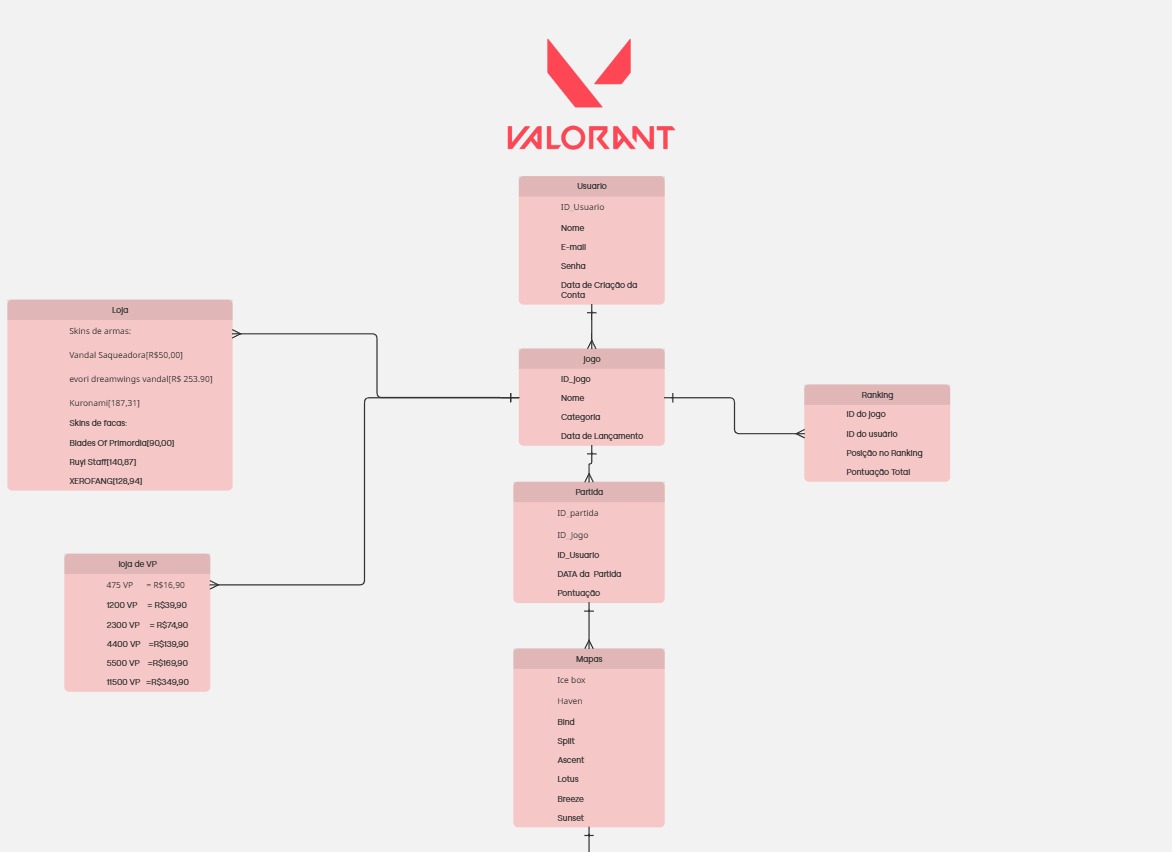 VALORANT
Usuario
ID_Usuario
Nome
E-mail
Senha
Data de Criação da
Conta
Loja
Skins de armas:
Vandal Saqueadora[R$50,00]
evori dreamwings vandal[R$ 253.90]
Kuronami[187,31]
Skins de facas:
Blades Of Primordia[90,00]
Ruyi Staff[140,87]
XEROFANG[128,94]
Jogo
ID_jogo
Nome
Categoria
Data de Lançamento
Ranking
ID do jogo
ID do usuário
Posição no Ranking
Pontuação Total
Partida
ID_partida
ID_Jogo
ID_Usuario
DATA da Partida
Pontuação
loja de VP
475 VP = R$16,90
1200 VP = R$39,90
2300 VP = R$74,90
4400 VP =R$139,90
5500 VP =R$169,90
11500 VP =R$349,90
Mapas
Ice box
Haven
Bind
Split
Ascent
Lotus
Breeze
Sunset